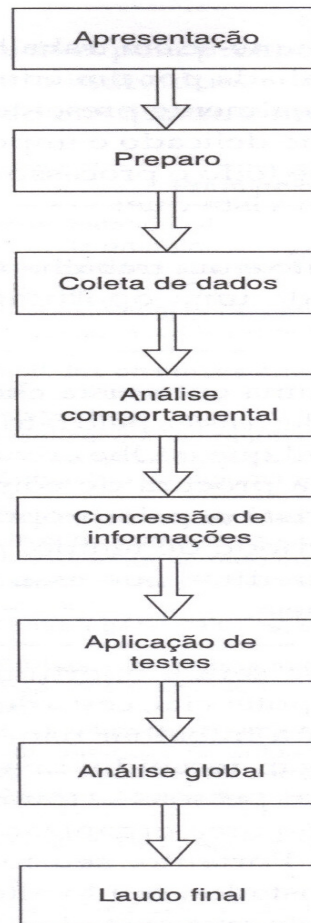 Apresentação
Preparo
Coleta de dados
Análise
comportamental
Concessão de
informações
Aplicação de
testes
Análise global
Laudo final